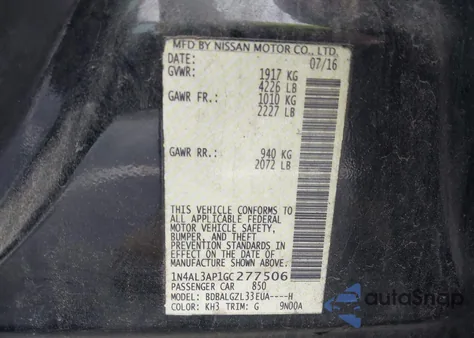 MFD BY NISSAN MOTOR CO., LTD.
DATE: 07/16
GVWR: 1917 KG
4226 LB
GAWR FR.: 1010 KG
2227 LB
GAWR RR.: 940 KG
2072 LB
THIS VEHICLE CONFORMS TO
ALL APPLICABLE FEDERAL
MOTOR VEHICLE SAFETY,
BUMPER, AND THEFT
PREVENTION STANDARDS IN
EFFECT ON THE DATE OF
MANUFACTURE SHOWN ABOVE.
1N4AL3AP1GC277506
PASSENGER CAR 850
MODEL: BDBALGZL33EUA----H
COLOR: KH3 TRIM: G 9N00A
autoSnap